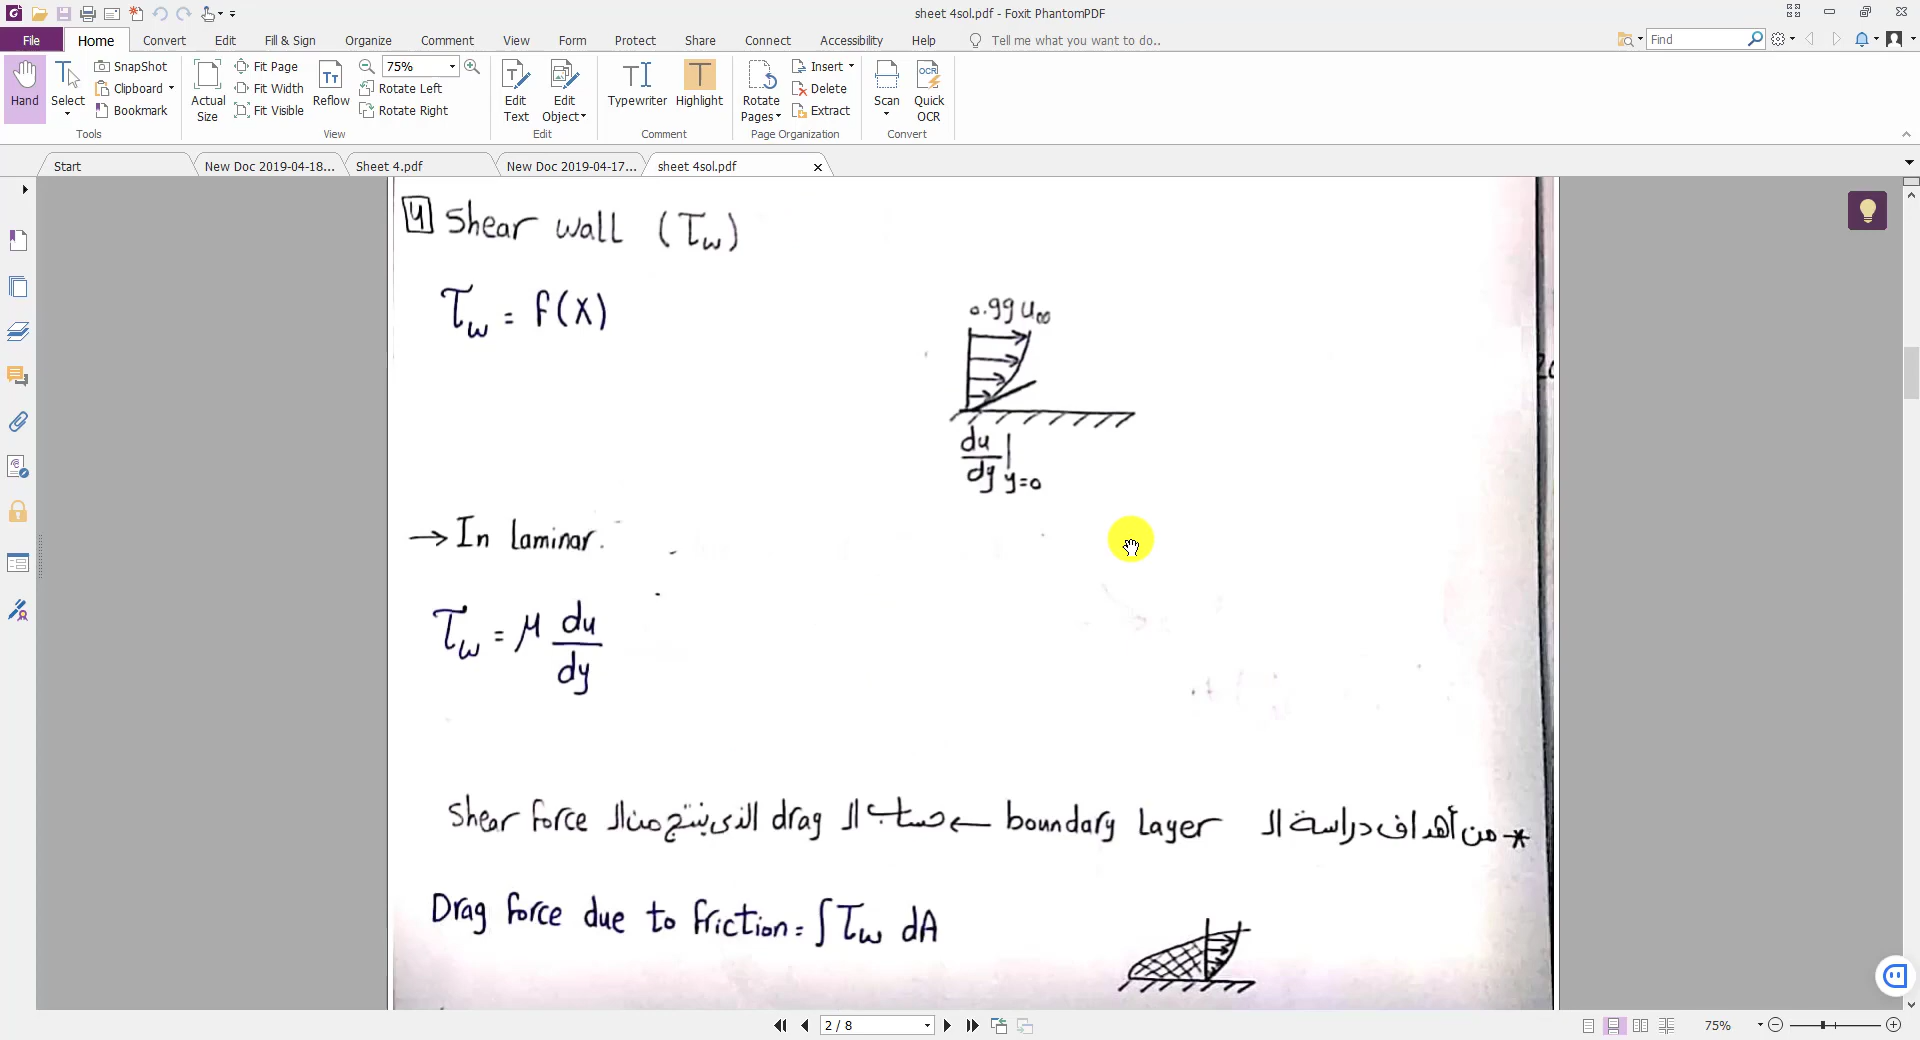 sheet 4sol.pdf - Foxit PhantomPDF
File Home Convert Edit Fill & Sign Organize Comment View Form Protect Share Connect Accessibility Help Tell me what you want to do.. Find
Hand
Select
SnapShot
Clipboard
Bookmark
Tools
Actual Size
Fit Page
Fit Width
Fit Visible
Reflow
75%
Rotate Left
Rotate Right
View
Edit Text
Edit Object
Edit
Typewriter
Highlight
Comment
Rotate Pages
Insert
Delete
Extract
Page Organization
Scan
Quick OCR
Convert
Start
New Doc 2019-04-18...
Sheet 4.pdf
New Doc 2019-04-17...
sheet 4sol.pdf
4 Shear wall (τw)
τw = f(x)
0.99 u∞
du/dy | y=0
→ In laminar.
τw = μ du/dy
* من أهداف دراسة الـ boundary Layer ← حساب الـ drag الذى ينتج من الـ Shear force
Drag force due to friction = ∫ τw dA
2 / 8
75%